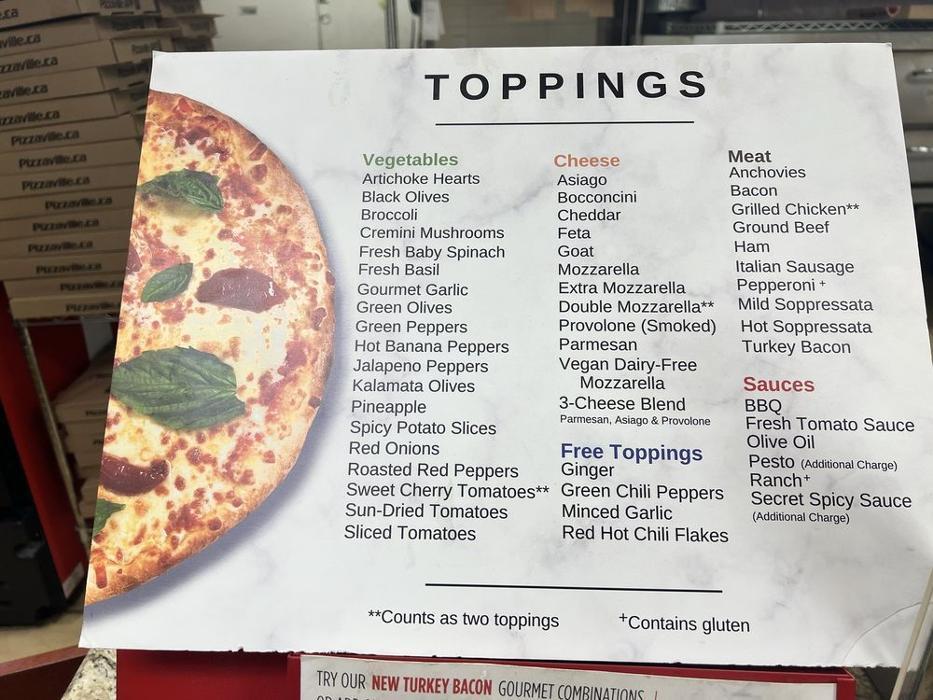 zzaville.ca
Pizzaville.ca
Pizzaville.ca
Pizzaville.ca
Pizzaville.ca
Pizzaville.ca
Pizzaville.ca
Pizzaville.ca
Pizzaville.ca
Pizzaville.ca
TOPPINGS
Vegetables
Artichoke Hearts
Black Olives
Broccoli
Cremini Mushrooms
Fresh Baby Spinach
Fresh Basil
Gourmet Garlic
Green Olives
Green Peppers
Hot Banana Peppers
Jalapeno Peppers
Kalamata Olives
Pineapple
Spicy Potato Slices
Red Onions
Roasted Red Peppers
Sweet Cherry Tomatoes**
Sun-Dried Tomatoes
Sliced Tomatoes
Cheese
Asiago
Bocconcini
Cheddar
Feta
Goat
Mozzarella
Extra Mozzarella
Double Mozzarella**
Provolone (Smoked)
Parmesan
Vegan Dairy-Free
Mozzarella
3-Cheese Blend
Parmesan, Asiago & Provolone
Free Toppings
Ginger
Green Chili Peppers
Minced Garlic
Red Hot Chili Flakes
Meat
Anchovies
Bacon
Grilled Chicken**
Ground Beef
Ham
Italian Sausage
Pepperoni +
Mild Soppressata
Hot Soppressata
Turkey Bacon
Sauces
BBQ
Fresh Tomato Sauce
Olive Oil
Pesto (Additional Charge)
Ranch+
Secret Spicy Sauce
(Additional Charge)
**Counts as two toppings
+Contains gluten
TRY OUR NEW TURKEY BACON GOURMET COMBINATIONS